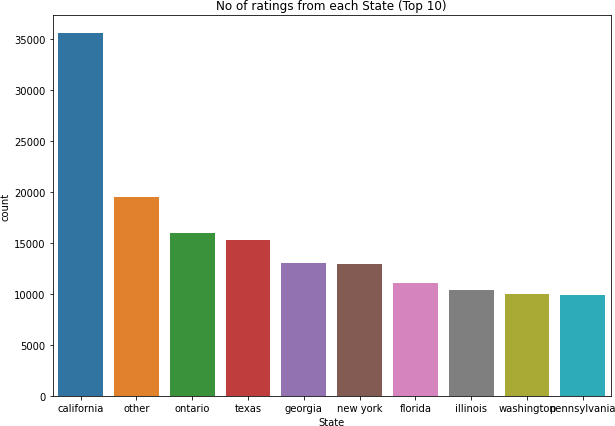 No of ratings from each State (Top 10)
35000
30000
25000
20000
15000
10000
5000
0
count
california other ontario texas georgia new york florida illinois washington pennsylvania
State